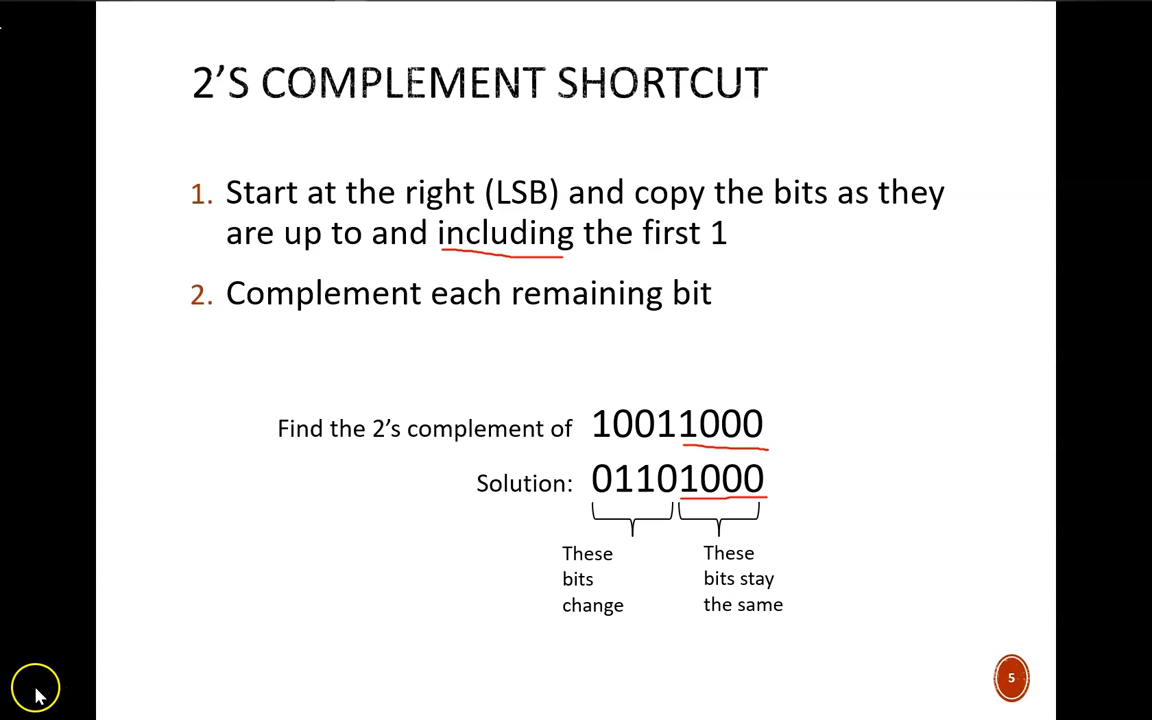 2'S COMPLEMENT SHORTCUT
1. Start at the right (LSB) and copy the bits as they
are up to and including the first 1
2. Complement each remaining bit
Find the 2's complement of 10011000
Solution: 01101000
These bits change
These bits stay the same
5